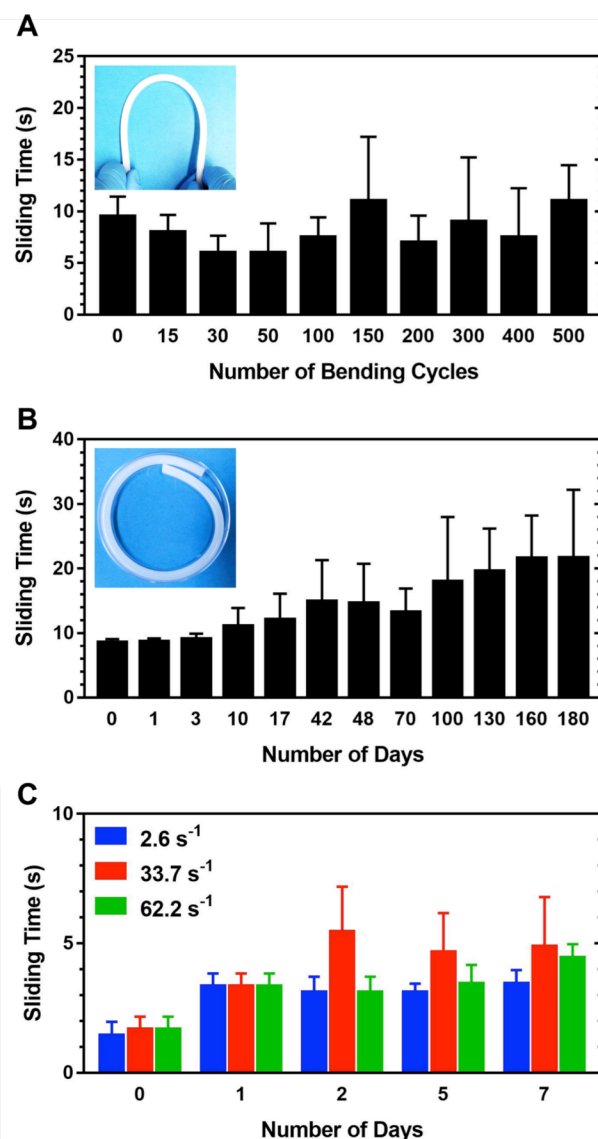 A
25
20
15
10
5
0
Sliding Time (s)
0 15 30 50 100 150 200 300 400 500
Number of Bending Cycles
B
40
30
20
10
0
Sliding Time (s)
0 1 3 10 17 42 48 70 100 130 160 180
Number of Days
C
10
5
0
Sliding Time (s)
2.6 s⁻¹
33.7 s⁻¹
62.2 s⁻¹
0 1 2 5 7
Number of Days